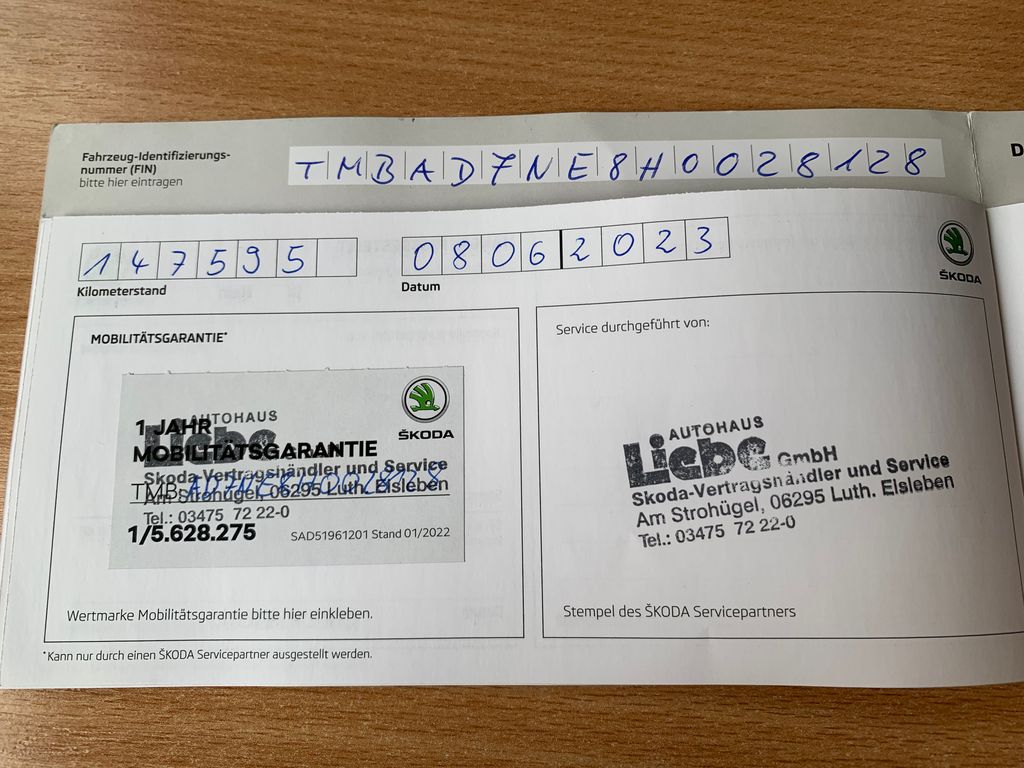 Fahrzeug-Identifizierungs-
nummer (FIN)
bitte hier eintragen
TMBAD7NE8H0028128
D
147595
Kilometerstand
08062023
Datum
ŠKODA
MOBILITÄTSGARANTIE*
AUTOHAUS
Liebe
1 JAHR
MOBILITÄTSGARANTIE
ŠKODA
Skoda-Vertragshändler und Service
TMB AD7NE8H0028128
Am Strohügel, 06295 Luth. Eisleben
Tel.: 03475 72 22-0
1/5.628.275
SAD51961201 Stand 01/2022
Wertmarke Mobilitätsgarantie bitte hier einkleben.
Service durchgeführt von:
AUTOHAUS
Liebe GmbH
Skoda-Vertragshändler und Service
Am Strohügel, 06295 Luth. Eisleben
Tel.: 03475 72 22-0
Stempel des ŠKODA Servicepartners
*Kann nur durch einen ŠKODA Servicepartner ausgestellt werden.